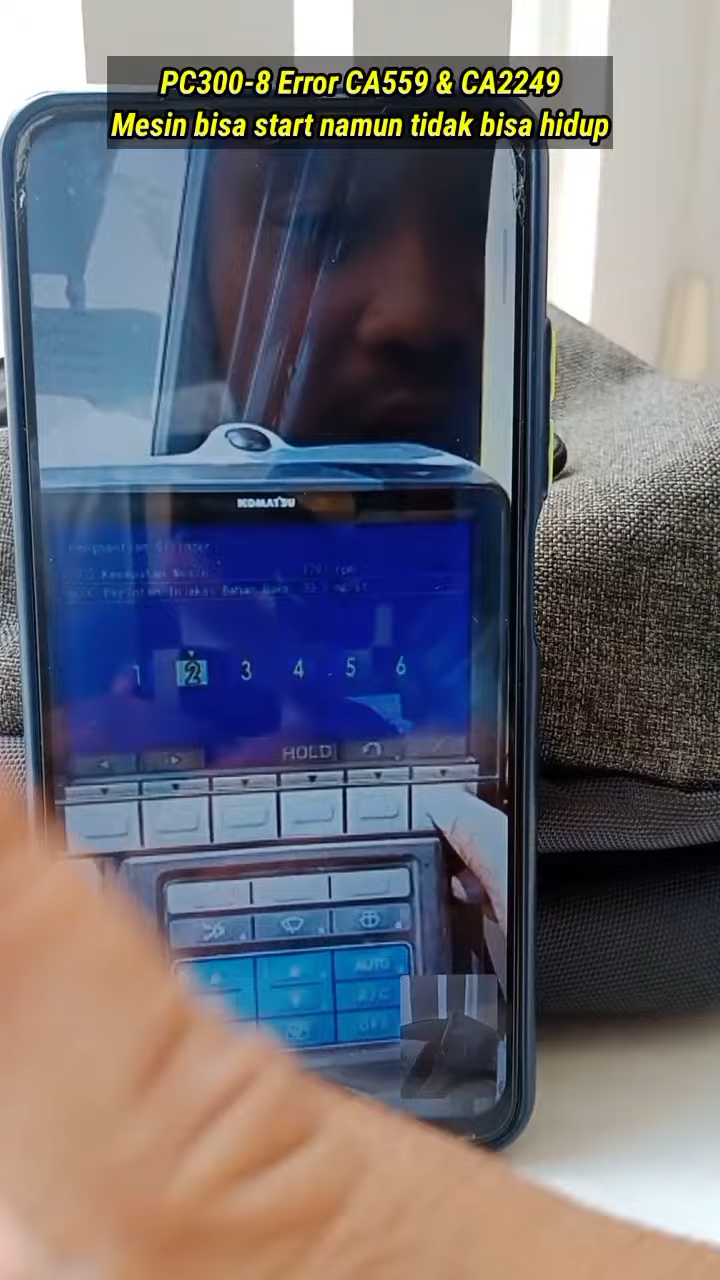 PC300-8 Error CA559 & CA2249
Mesin bisa start namun tidak bisa hidup
KOMATSU
1 2 3 4 5 6
HOLD
AUTO
OFF